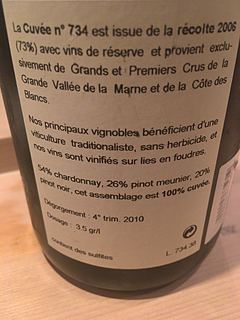 La Cuvée n° 734 est issue de la récolte 2006
(73%) avec vins de réserve et provient exclu-
sivement de Grands et Premiers Crus de la
Grande Vallée de la Marne et de la Côte des
Blancs.
Nos principaux vignobles bénéficient d'une
viticulture traditionaliste, sans herbicide, et
nos vins sont vinifiés sur lies en foudres.
54% chardonnay, 26% pinot meunier, 20%
pinot noir, cet assemblage est 100% cuvée.
Dégorgement : 4° trim. 2010
Dosage : 3.5 gr/l
contient des sulfites
L. 734 38